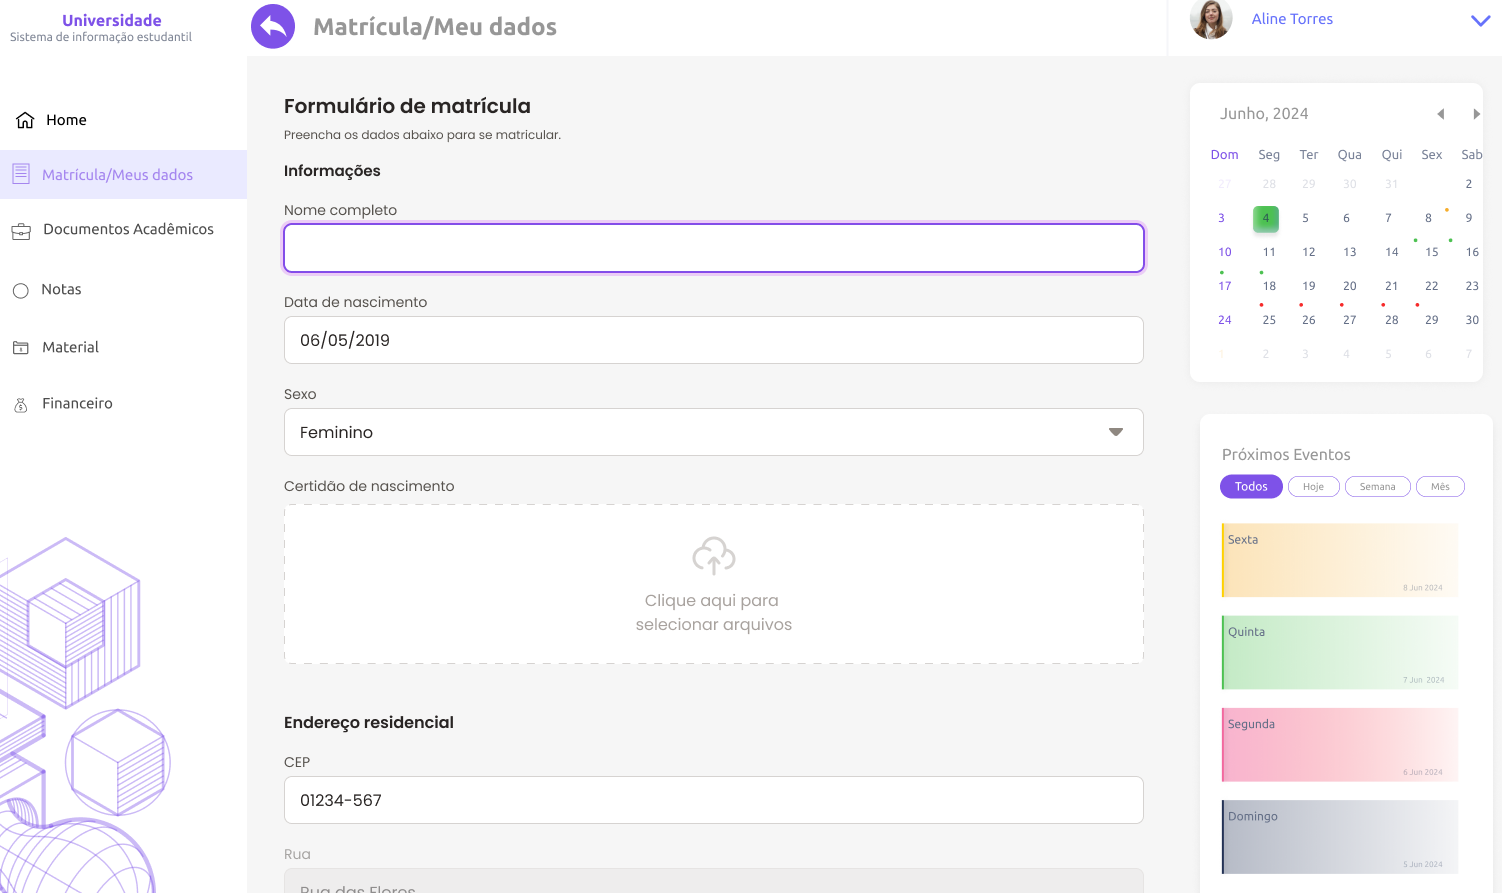 Universidade
Sistema de informação estudantil
Home
Matrícula/Meus dados
Documentos Acadêmicos
Notas
Material
Financeiro
Matrícula/Meu dados
Aline Torres
Formulário de matrícula
Preencha os dados abaixo para se matricular.
Informações
Nome completo
Data de nascimento
06/05/2019
Sexo
Feminino
Certidão de nascimento
Clique aqui para
selecionar arquivos
Endereço residencial
CEP
01234-567
Rua
Rua das Flores
Junho, 2024
Dom Seg Ter Qua Qui Sex Sab
27 28 29 30 31 2
3 4 5 6 7 8 9
10 11 12 13 14 15 16
17 18 19 20 21 22 23
24 25 26 27 28 29 30
1 2 3 4 5 6 7
Próximos Eventos
Todos Hoje Semana Mês
Sexta
8 Jun 2024
Quinta
7 Jun 2024
Segunda
6 Jun 2024
Domingo
5 Jun 2024